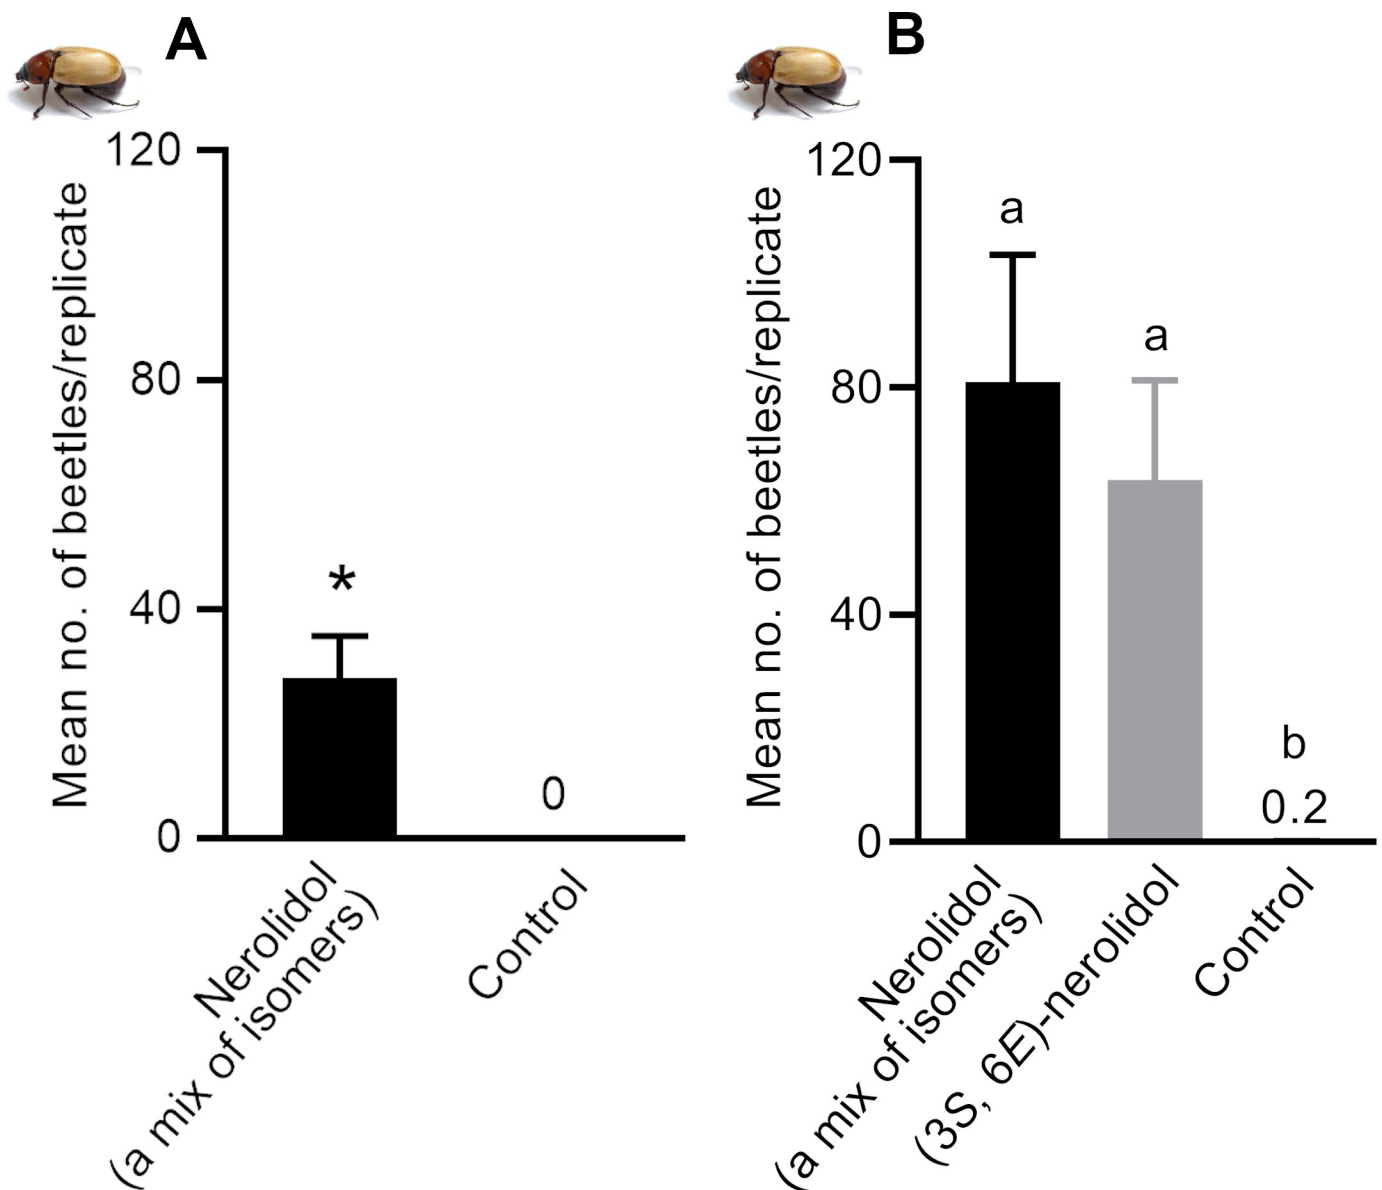 A
Mean no. of beetles/replicate
120
80
40
0
*
0
Nerolidol
(a mix of isomers)
Control
B
Mean no. of beetles/replicate
120
80
40
0
a
a
b
0.2
Nerolidol
(a mix of isomers)
(3S, 6E)-nerolidol
Control